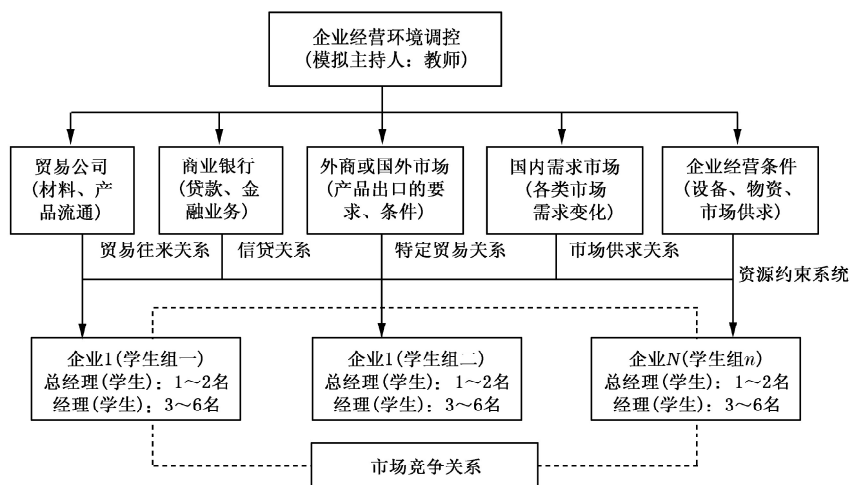 企业经营环境调控
(模拟主持人：教师)
贸易公司
(材料、产
品流通)
商业银行
(贷款、金
融业务)
外商或国外市场
(产品出口的要
求、条件)
国内需求市场
(各类市场
需求变化)
企业经营条件
(设备、物资、
市场供求)
贸易往来关系
信贷关系
特定贸易关系
市场供求关系
资源约束系统
企业1(学生组一)
总经理(学生)：1～2名
经理(学生)：3～6名
企业1(学生组二)
总经理(学生)：1～2名
经理(学生)：3～6名
企业N(学生组n)
总经理(学生)：1～2名
经理(学生)：3～6名
市场竞争关系